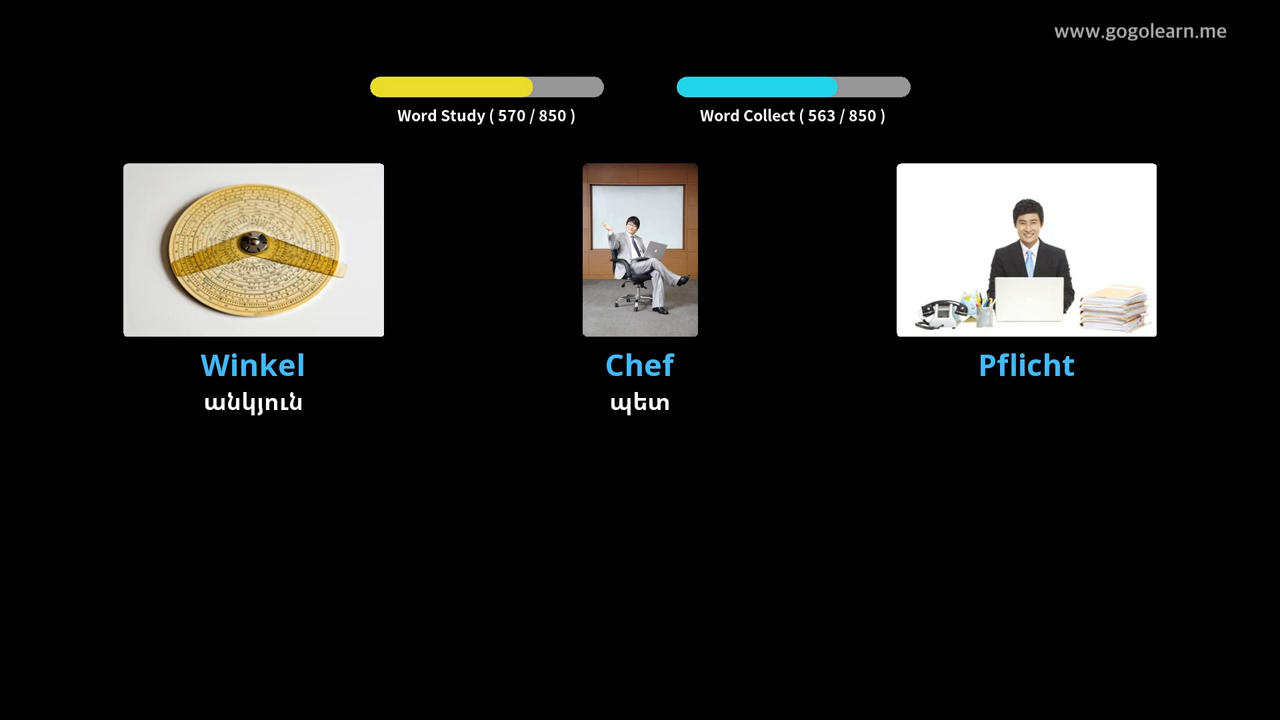 www.gogolearn.me
Word Study ( 570 / 850 )
Word Collect ( 563 / 850 )
Winkel
Chef
Pflicht
անկյուն
պետ